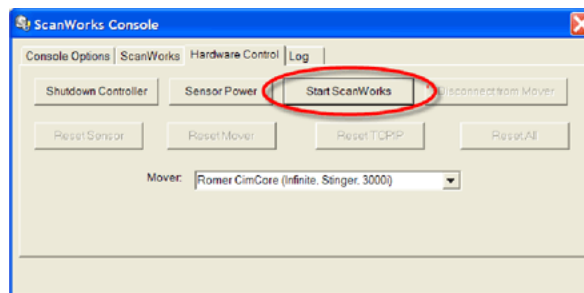 ScanWorks Console
Console Options ScanWorks Hardware Control Log
Shutdown Controller Sensor Power Start ScanWorks Disconnect from Mover
Reset Sensor Reset Mover Reset TCPIP Reset All
Mover: Romer CimCore (Infinite, Stinger, 3000i)